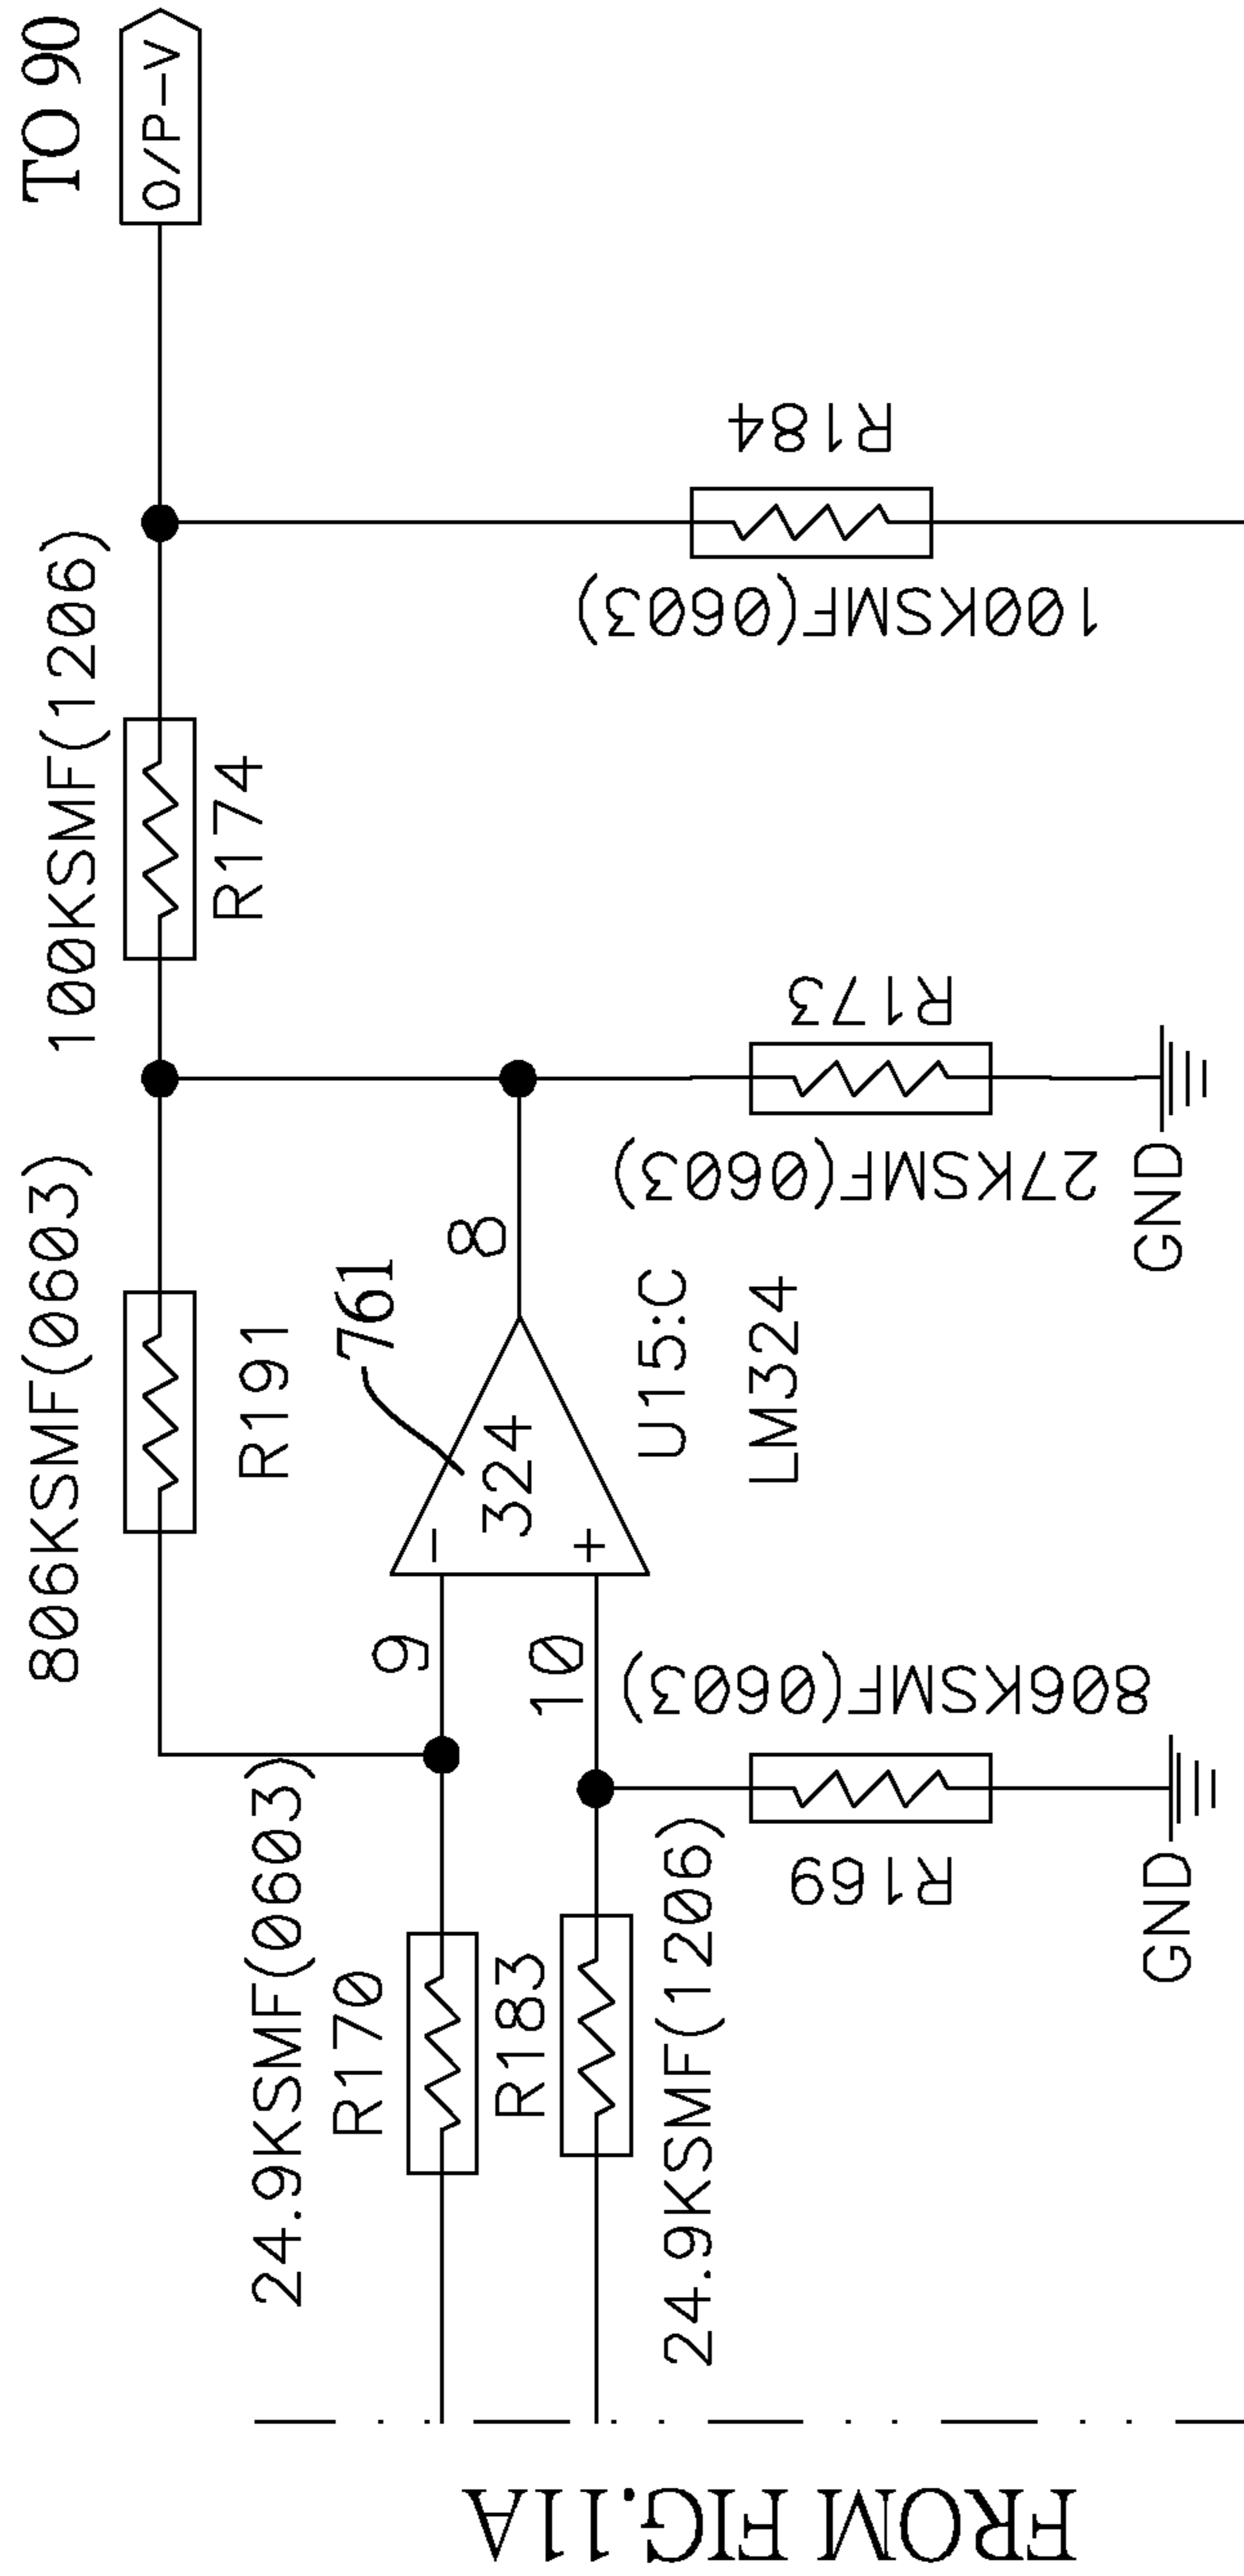 TO 90
O/P-V
100KSMF(1206)
R174
R184
100KSMF(0603)
806KSMF(0603)
R191
R173
27KSMF(0603)
GND
761
8
324
-
+
U15:C
LM324
9
10
24.9KSMF(0603)
R170
R183
24.9KSMF(1206)
806KSMF(0603)
R169
GND
FROM FIG.11A